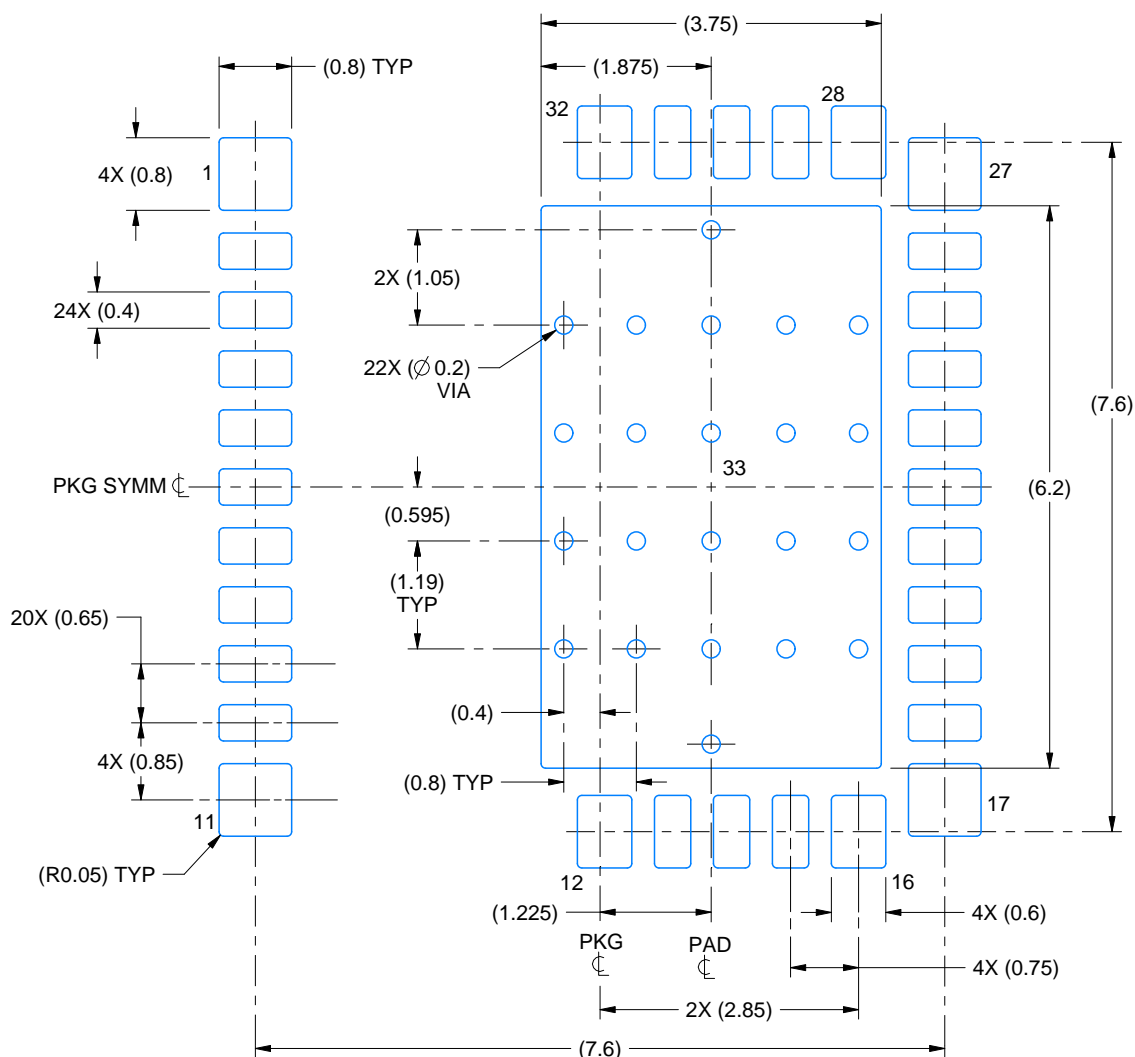 (3.75)
(0.8) TYP
(1.875)
32
28
4X (0.8)
1
27
2X (1.05)
24X (0.4)
22X (∅ 0.2)
VIA
(7.6)
33
PKG SYMM ℄
(6.2)
(0.595)
(1.19)
TYP
20X (0.65)
(0.4)
4X (0.85)
(0.8) TYP
11
17
(R0.05) TYP
12
16
(1.225)
4X (0.6)
PKG
℄
PAD
℄
4X (0.75)
2X (2.85)
(7.6)